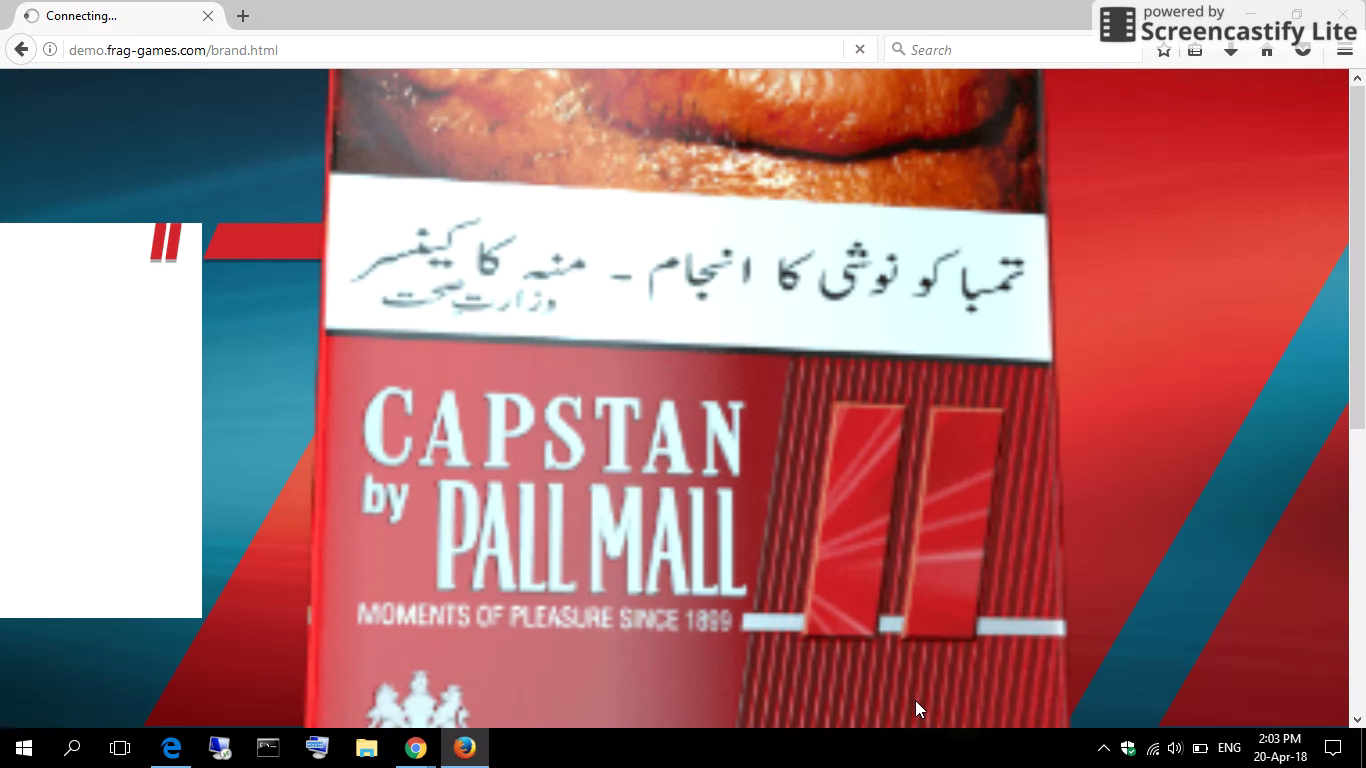 Connecting...
powered by
Screencastify Lite
demo.frag-games.com/brand.html
Search
تمباکو نوشی کا انجام - منہ کا کینسر
وزارت صحت
CAPSTAN
by PALL MALL
MOMENTS OF PLEASURE SINCE 1899
ENG
2:03 PM
20-Apr-18